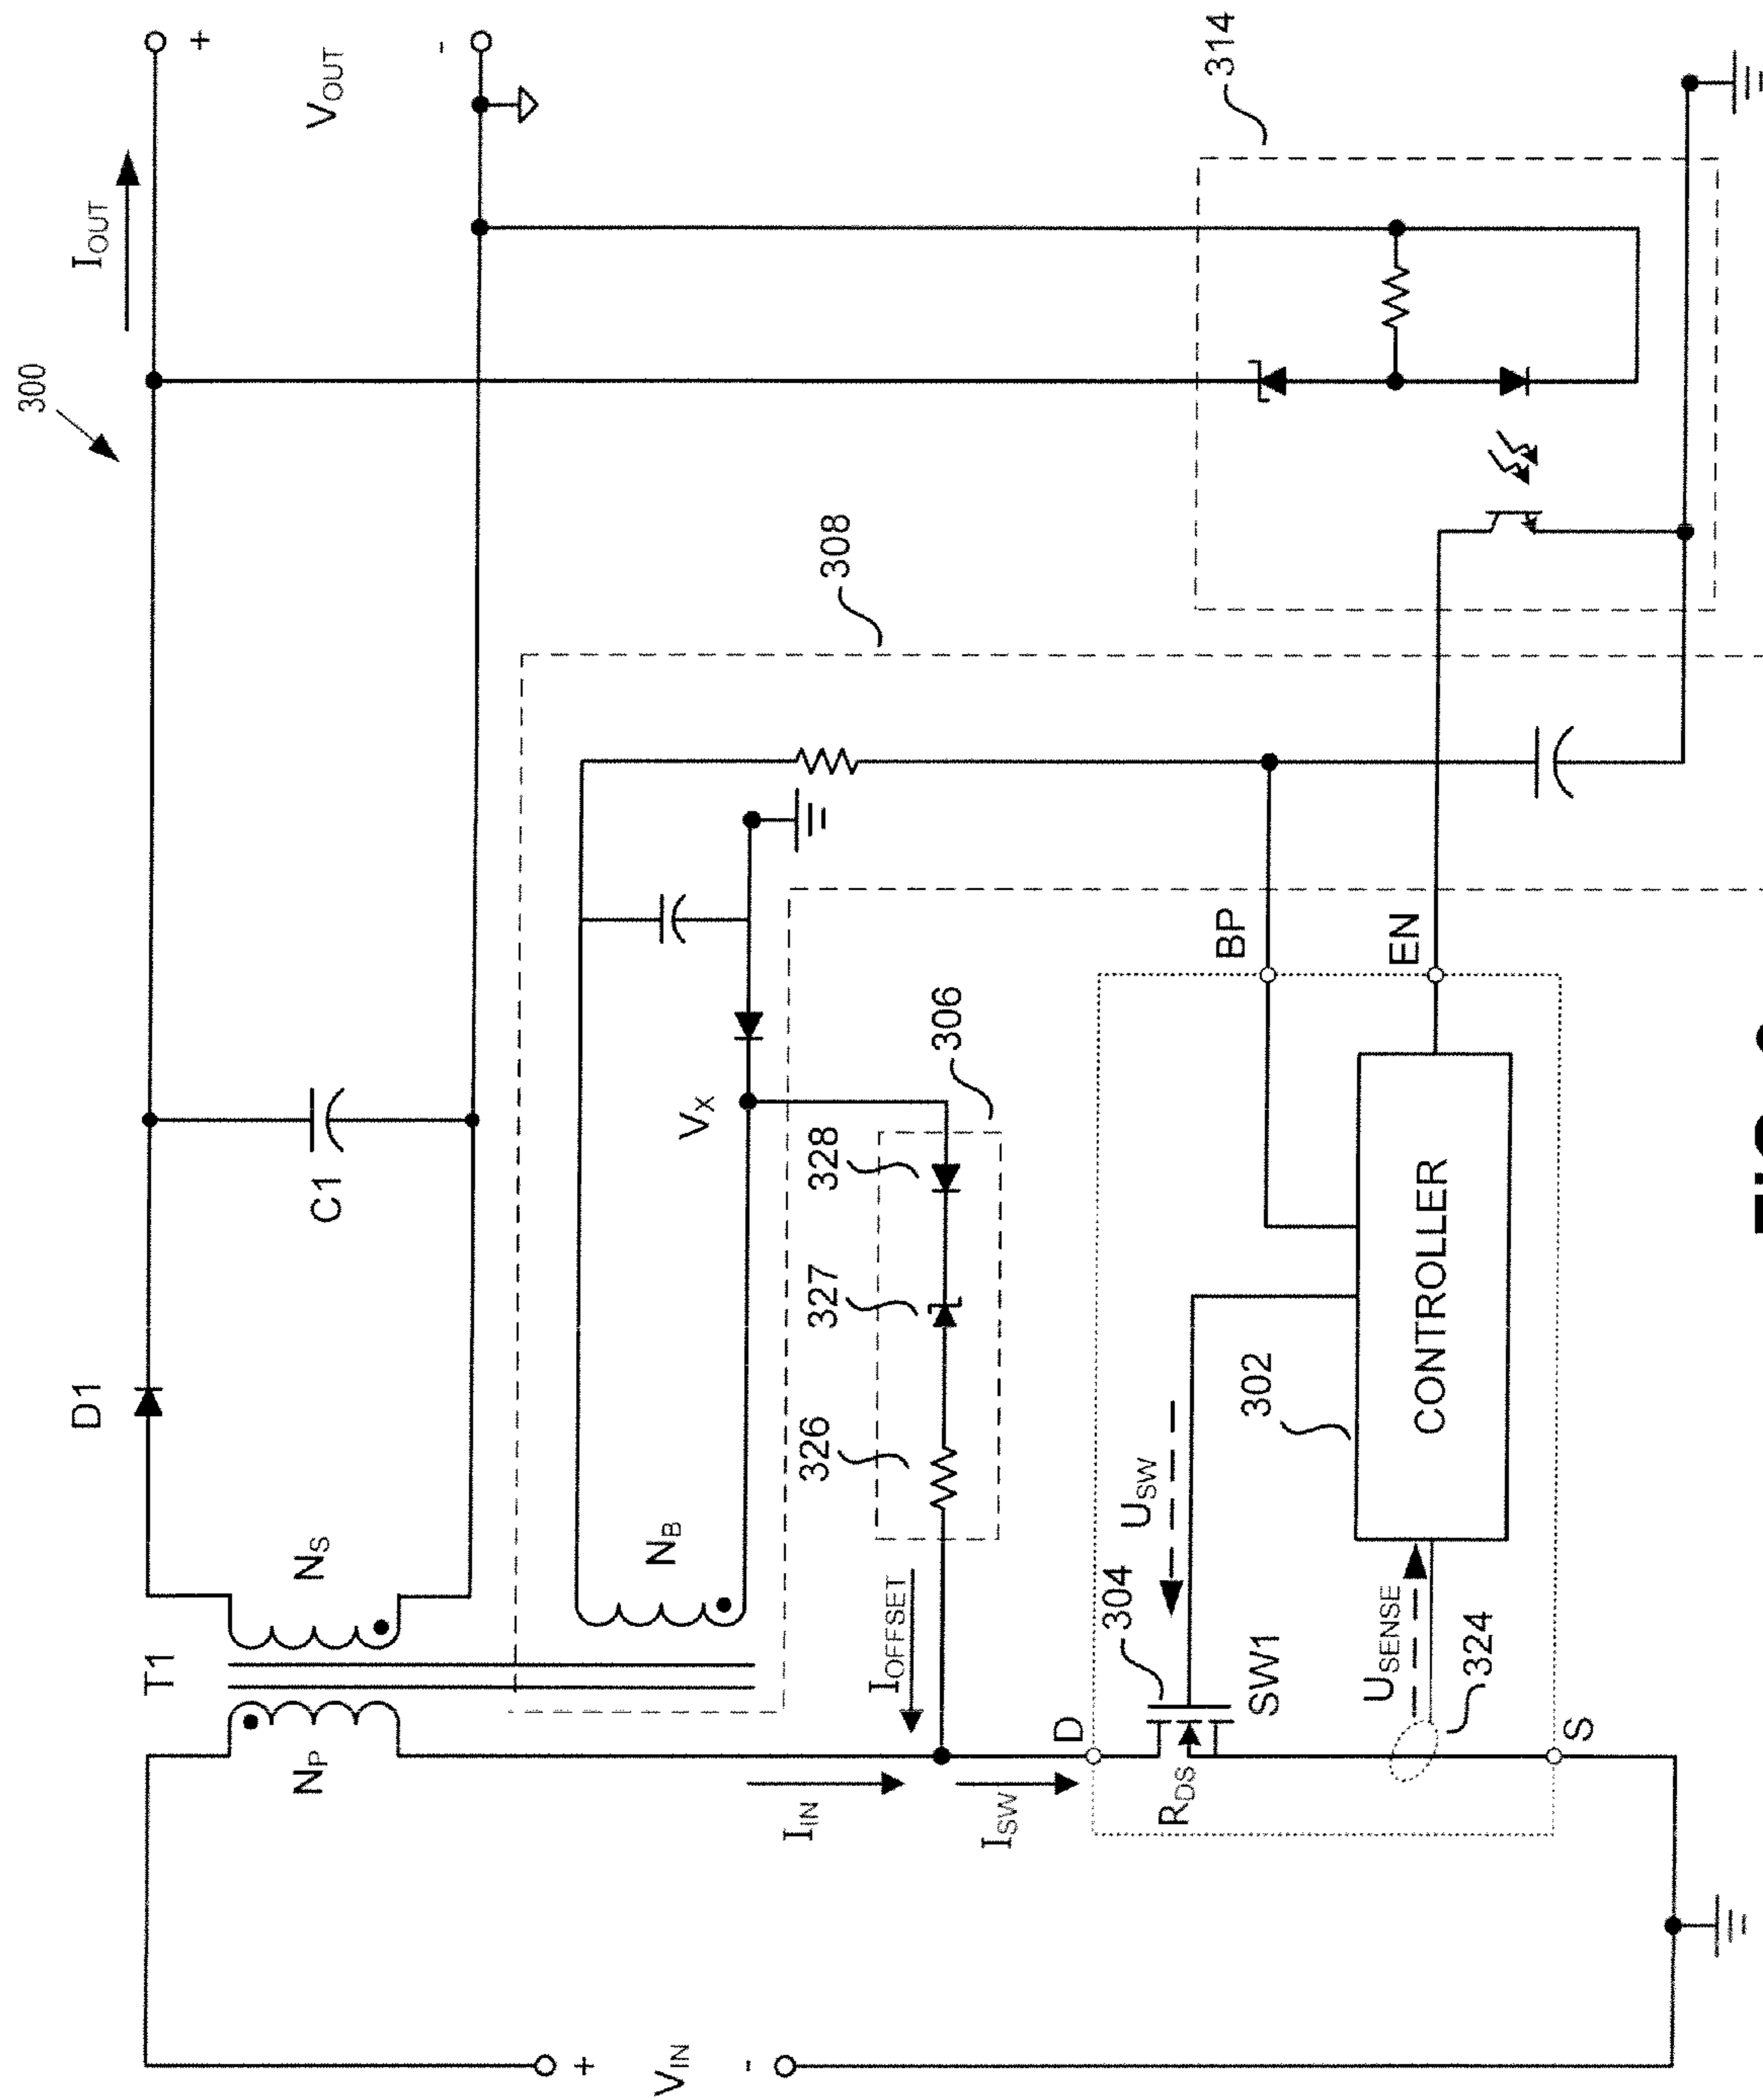 300
I_OUT
+
V_OUT
-
D1
C1
T1
N_P
N_S
308
314
N_B
V_X
V_IN
+
-
I_IN
I_OFFSET
I_SW
326
327
328
306
D
304
R_DS
SW1
U_SW
BP
EN
302
CONTROLLER
U_SENSE
324
S